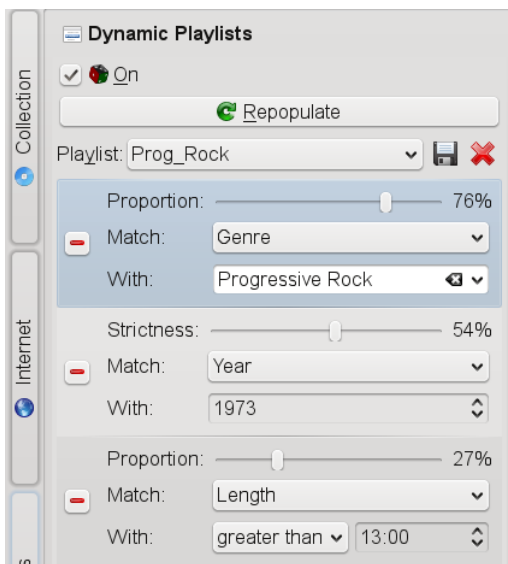 Dynamic Playlists
On
Repopulate
Playlist: Prog_Rock
Proportion: 76%
Match: Genre
With: Progressive Rock
Strictness: 54%
Match: Year
With: 1973
Proportion: 27%
Match: Length
With: greater than 13:00
Collection
Internet